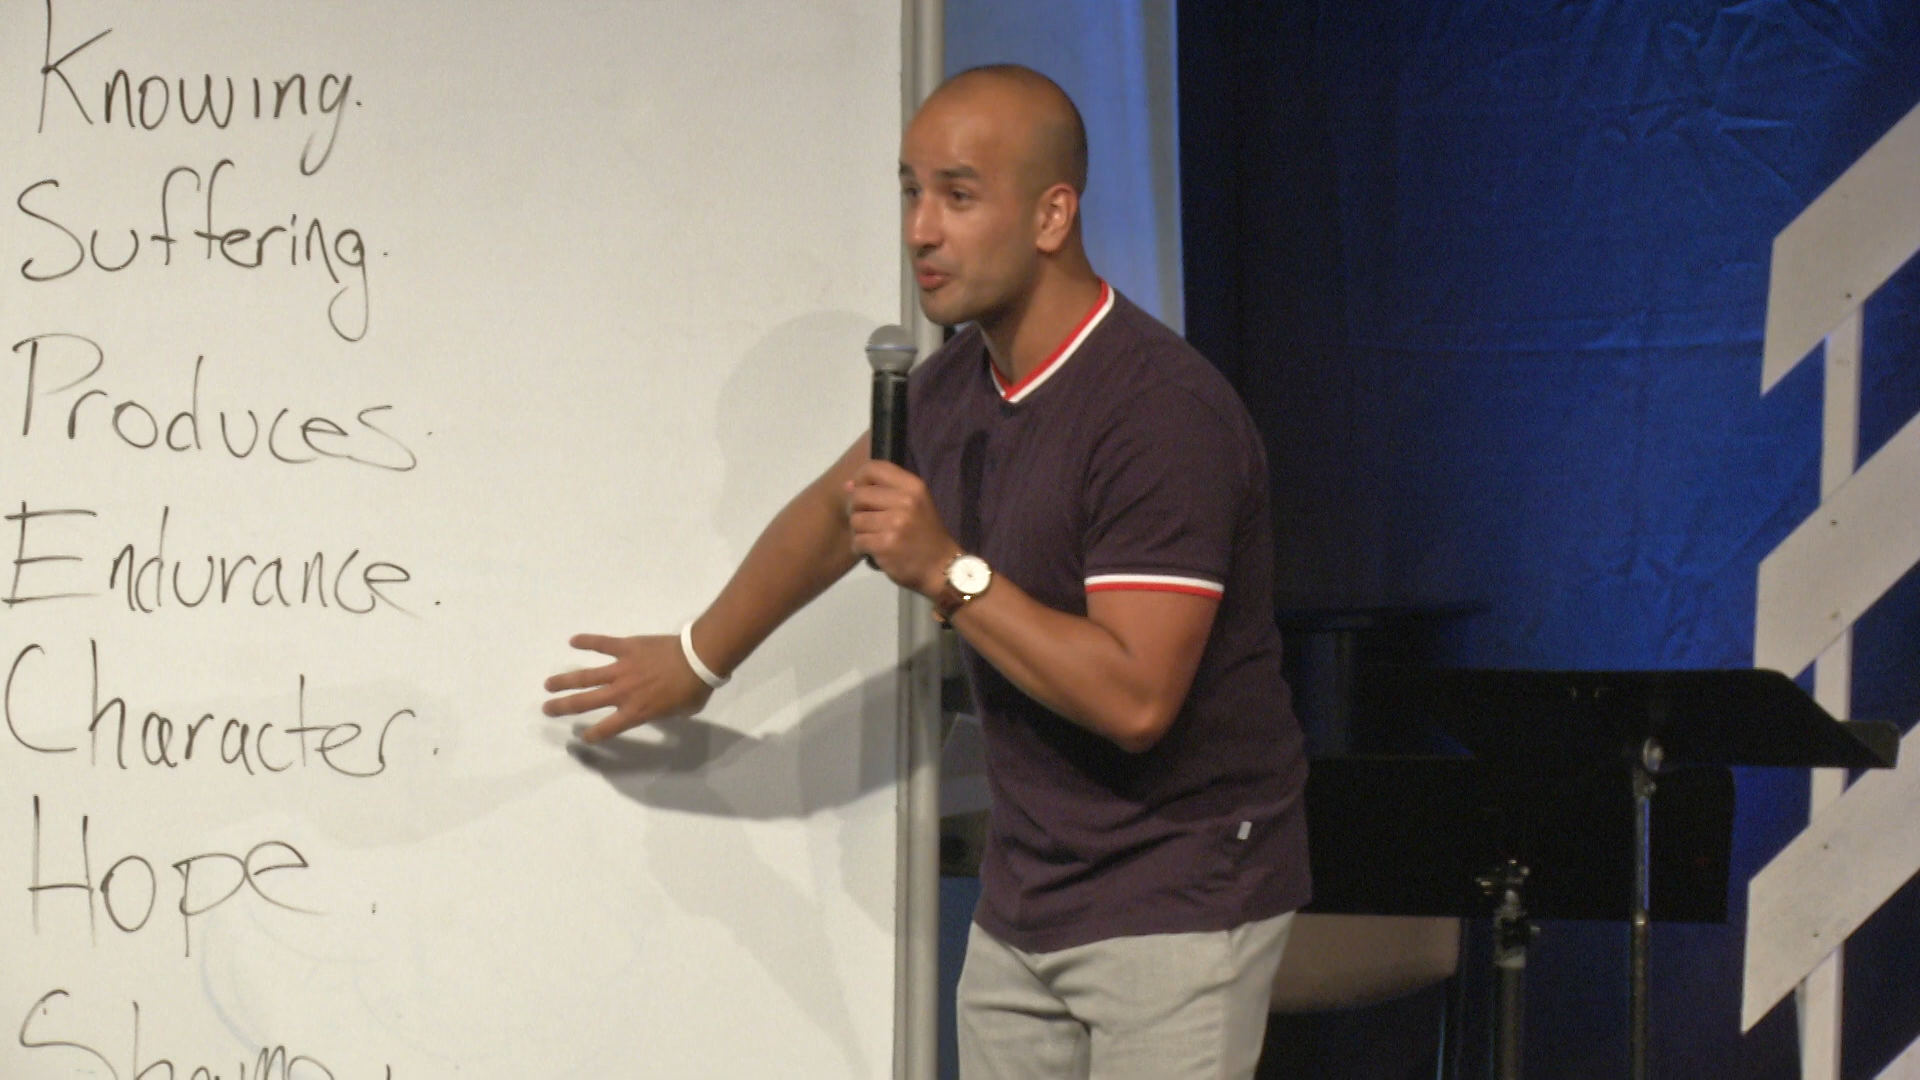 Knowing.
Suffering.
Produces.
Endurance.
Character.
Hope.